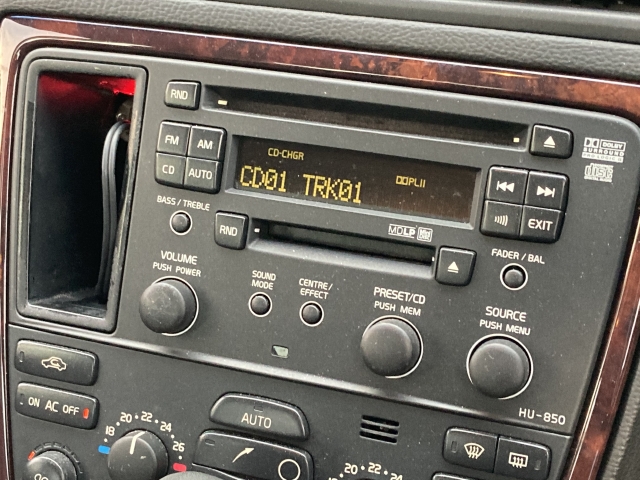 RND
DOLBY
SURROUND
FM AM
CD AUTO
CD-CHGR
CD01 TRK01
PLII
EXIT
BASS / TREBLE
RND
MDLP
FADER / BAL
VOLUME
PUSH POWER
SOUND
MODE
CENTRE/
EFFECT
PRESET/CD
PUSH MEM
SOURCE
PUSH MENU
HU-850
ON AC OFF
AUTO
18 20 22 24 26
20 22 24